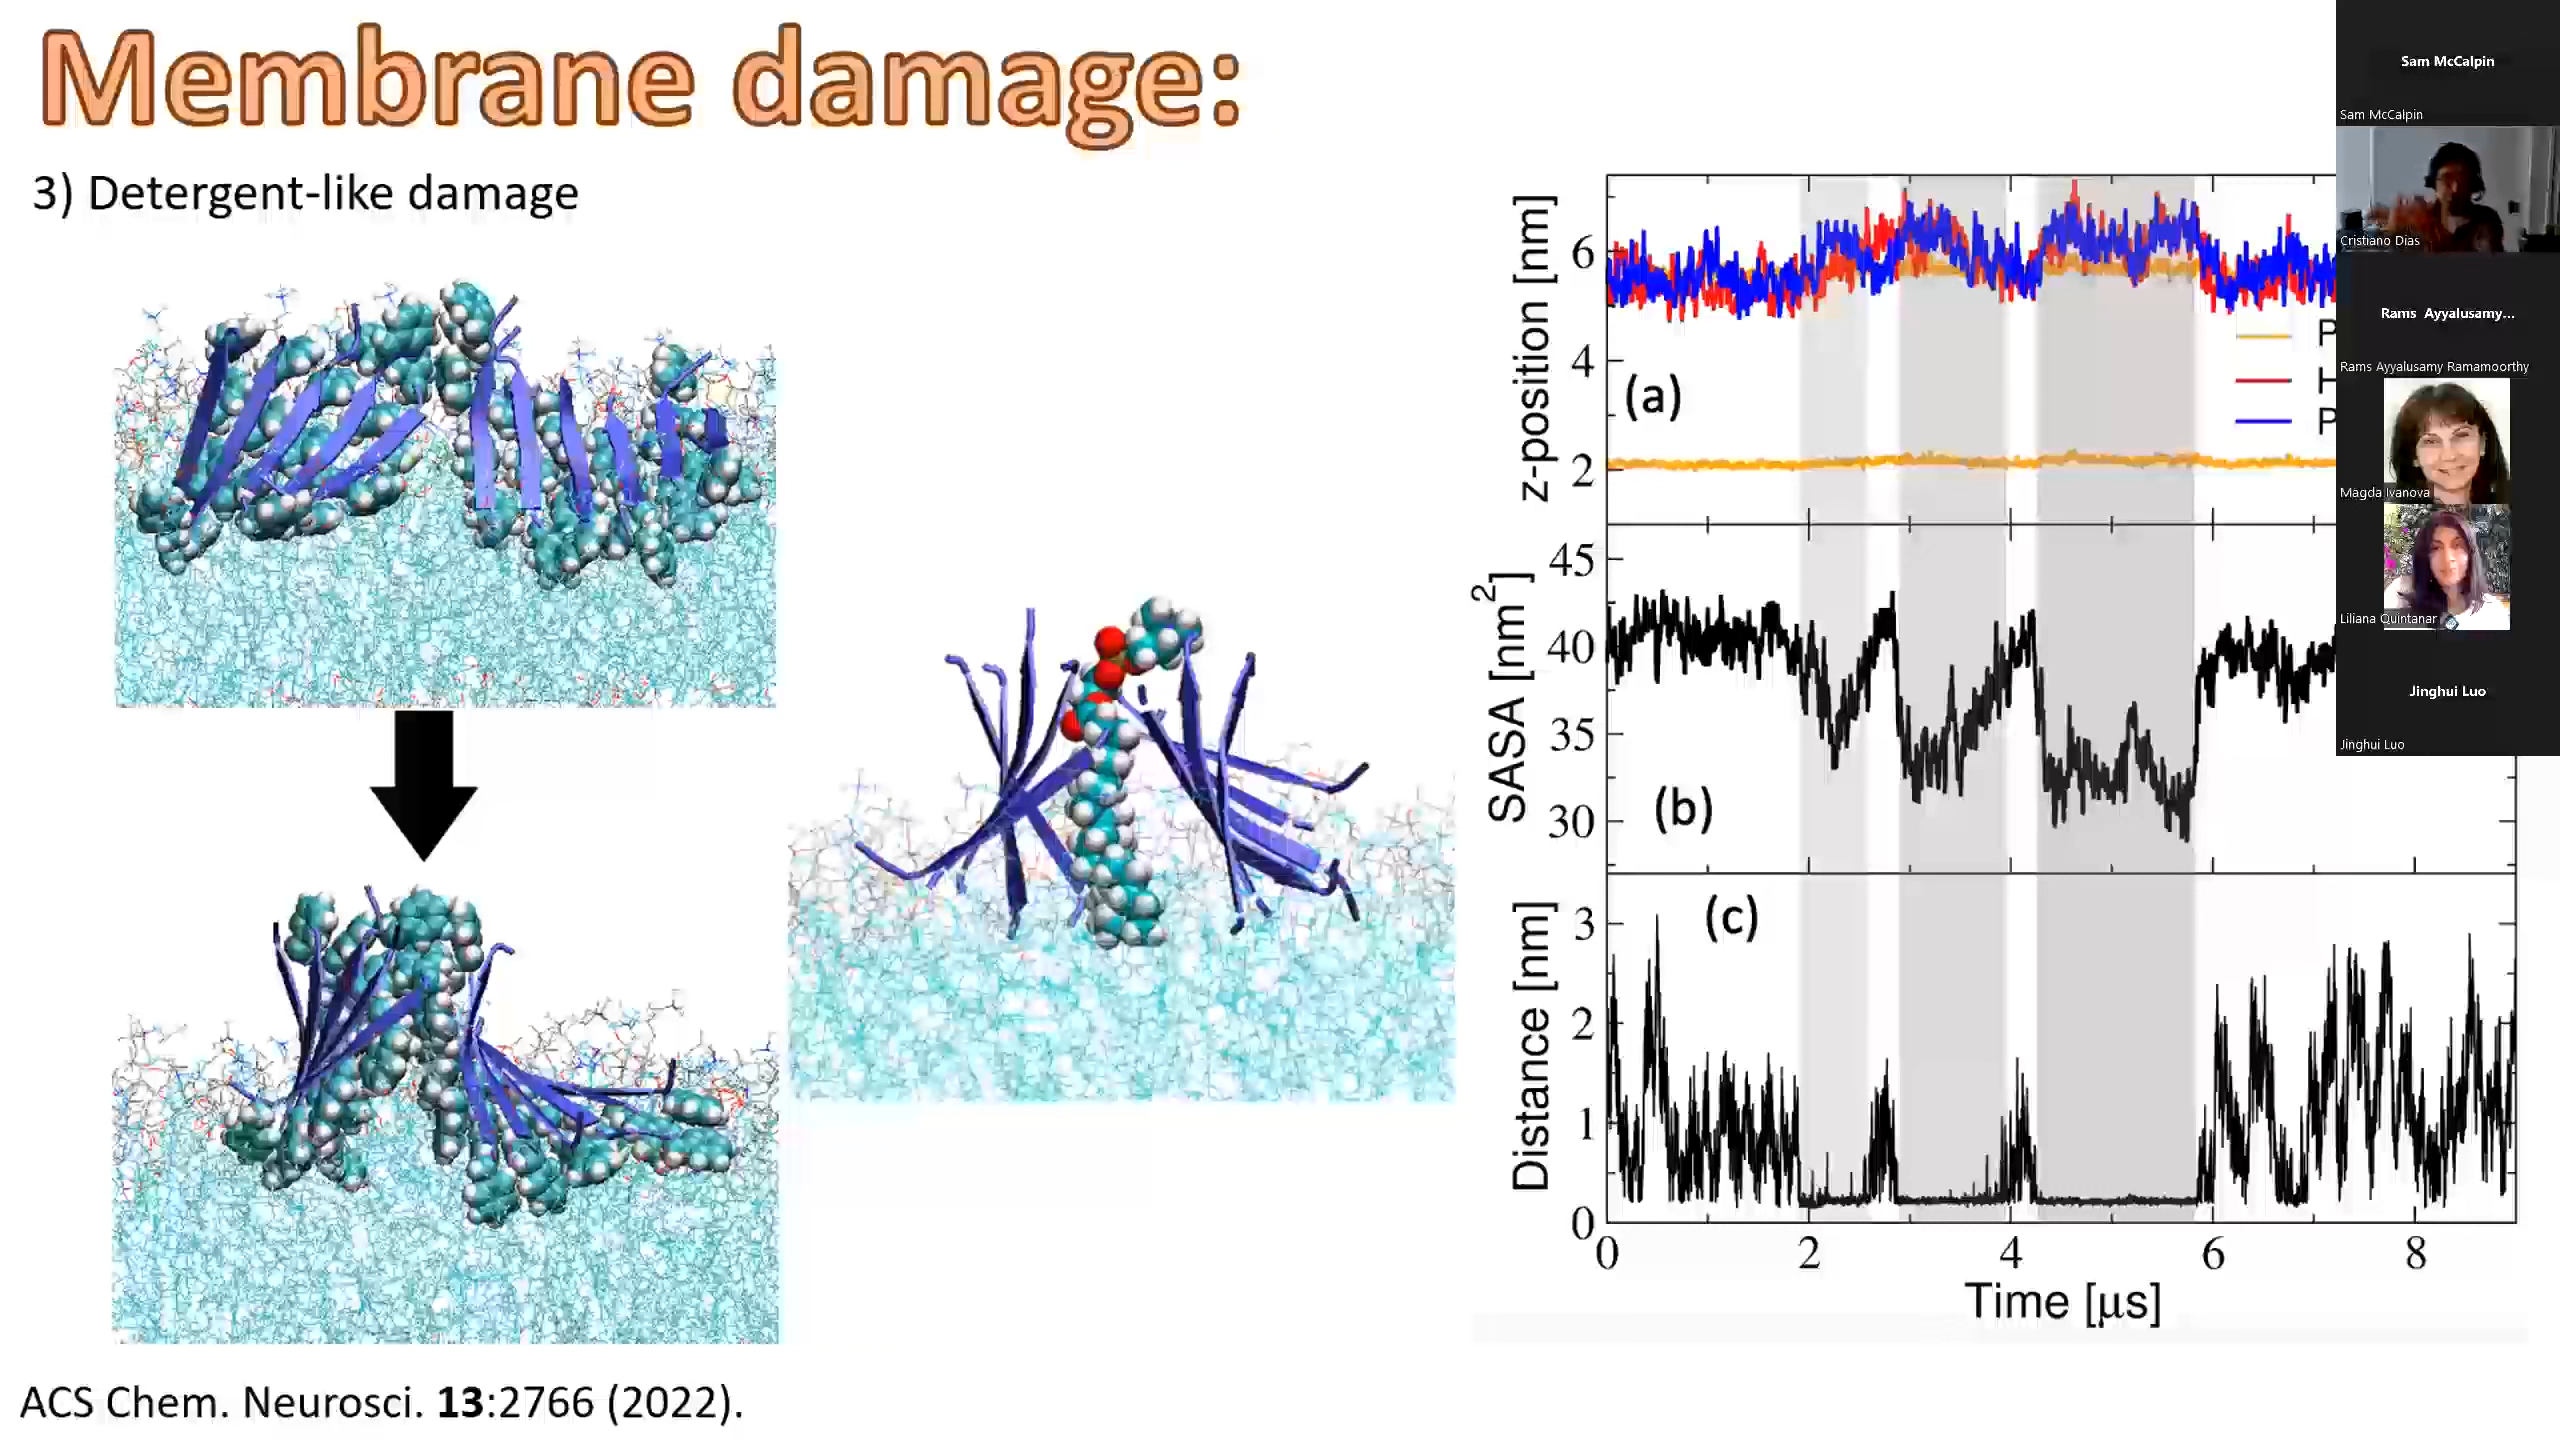 Membrane damage:
3) Detergent-like damage
z-position [nm]
6
4
2
(a)
P
H
P
SASA [nm2]
45
40
35
30
(b)
Distance [nm]
3
2
1
0
(c)
0 2 4 6 8
Time [μs]
ACS Chem. Neurosci. 13:2766 (2022).
Sam McCalpin
Sam McCalpin
Cristiano Dias
Rams Ayyalusamy...
Rams Ayyalusamy Ramamoorthy
Magda Ivanova
Liliana Quintanar
Jinghui Luo
Jinghui Luo